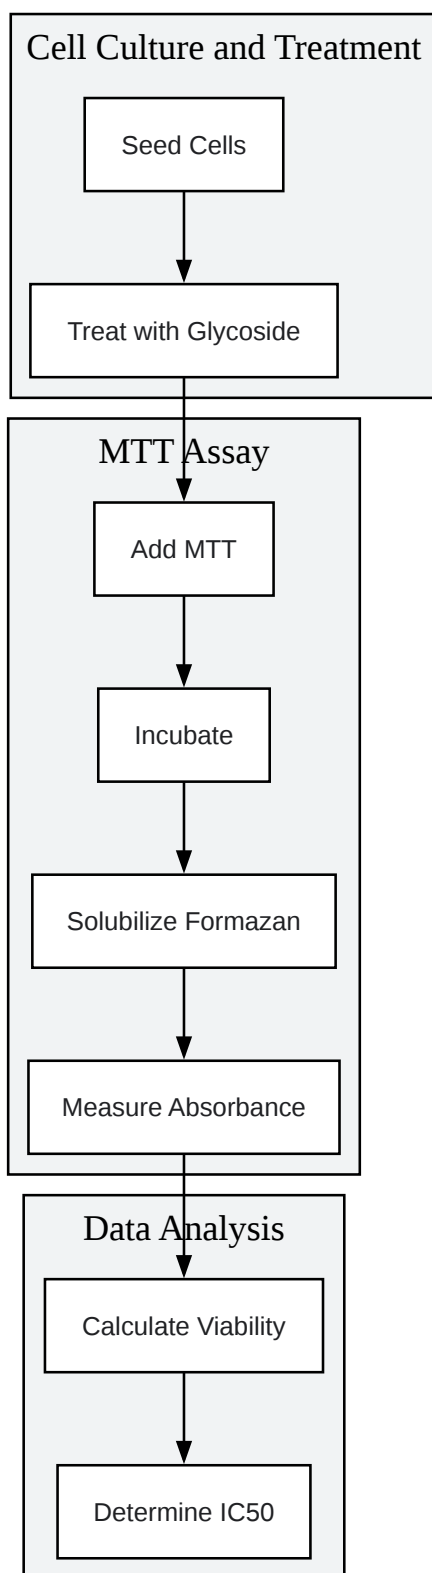 Cell Culture and Treatment
Seed Cells
Treat with Glycoside
MTT Assay
Add MTT
Incubate
Solubilize Formazan
Measure Absorbance
Data Analysis
Calculate Viability
Determine IC50